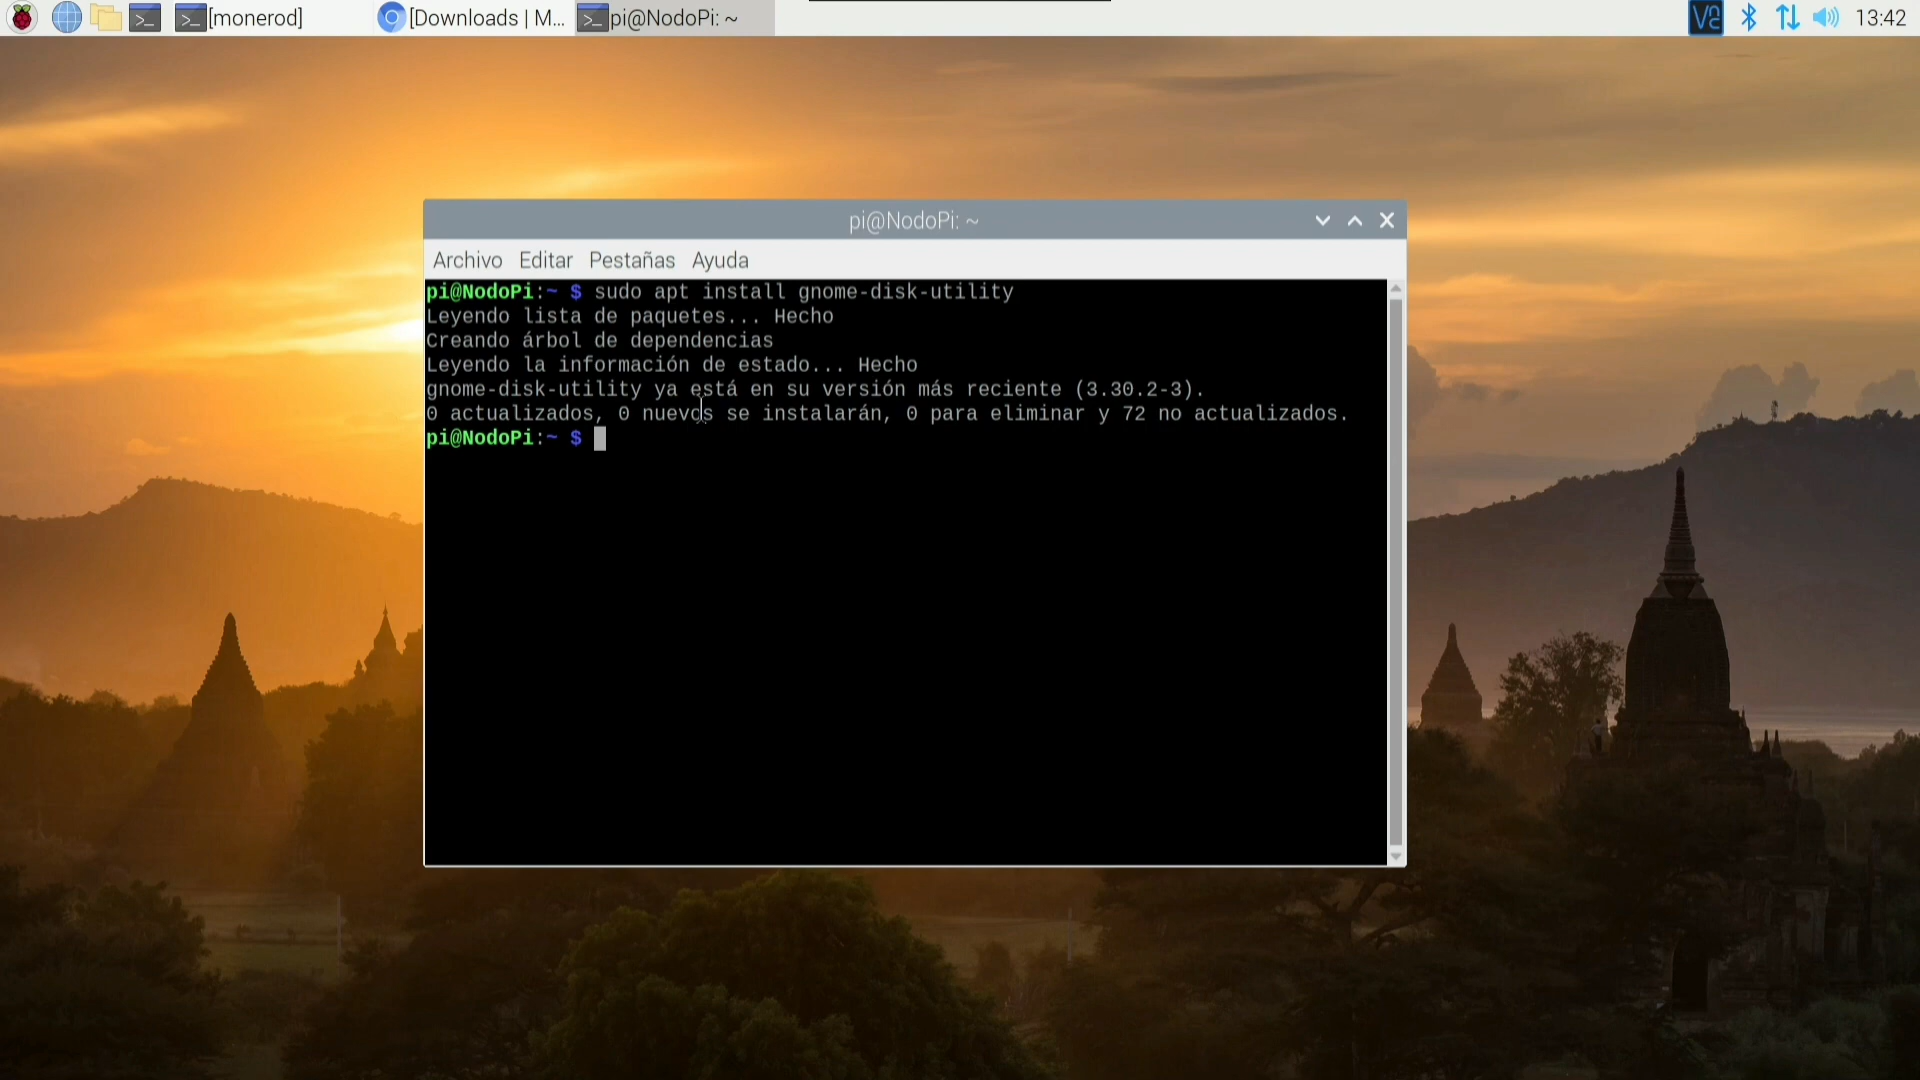 [monerod]
[Downloads | M...
pi@NodoPi: ~
13:42
pi@NodoPi: ~
Archivo Editar Pestañas Ayuda
pi@NodoPi:~ $ sudo apt install gnome-disk-utility
Leyendo lista de paquetes... Hecho
Creando árbol de dependencias
Leyendo la información de estado... Hecho
gnome-disk-utility ya está en su versión más reciente (3.30.2-3).
0 actualizados, 0 nuevos se instalarán, 0 para eliminar y 72 no actualizados.
pi@NodoPi:~ $